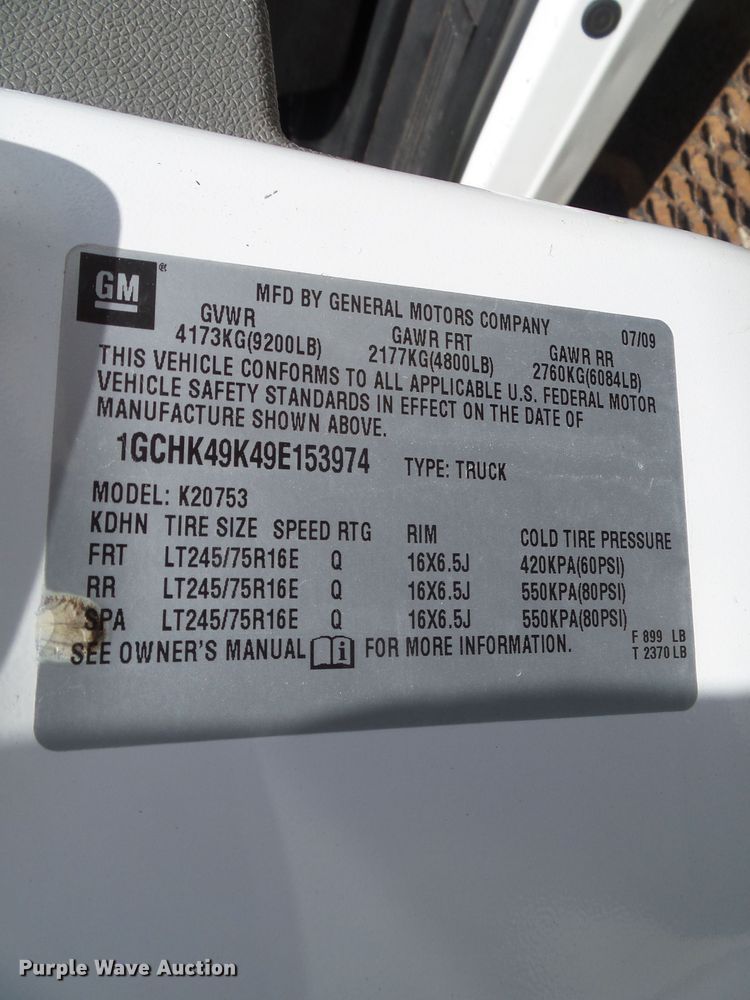 GM ®
MFD BY GENERAL MOTORS COMPANY 07/09
GVWR GAWR FRT GAWR RR
4173KG(9200LB) 2177KG(4800LB) 2760KG(6084LB)
THIS VEHICLE CONFORMS TO ALL APPLICABLE U.S. FEDERAL MOTOR
VEHICLE SAFETY STANDARDS IN EFFECT ON THE DATE OF
MANUFACTURE SHOWN ABOVE.
1GCHK49K49E153974 TYPE: TRUCK
MODEL: K20753
KDHN TIRE SIZE SPEED RTG RIM COLD TIRE PRESSURE
FRT LT245/75R16E Q 16X6.5J 420KPA(60PSI)
RR LT245/75R16E Q 16X6.5J 550KPA(80PSI)
SPA LT245/75R16E Q 16X6.5J 550KPA(80PSI)
SEE OWNER'S MANUAL i FOR MORE INFORMATION.
F 899 LB
T 2370 LB
Purple Wave Auction